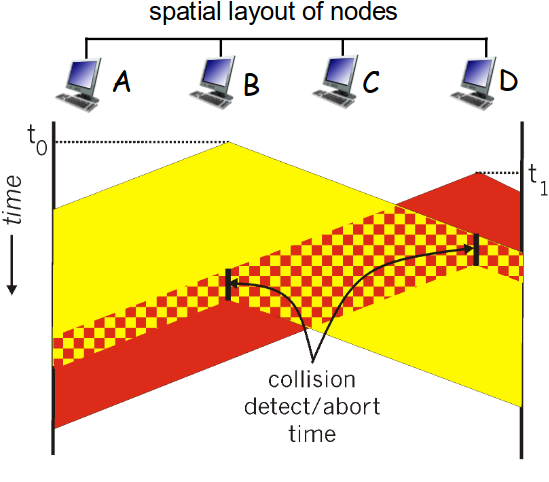 spatial layout of nodes
A B C D
t0
t1
time
collision
detect/abort
time